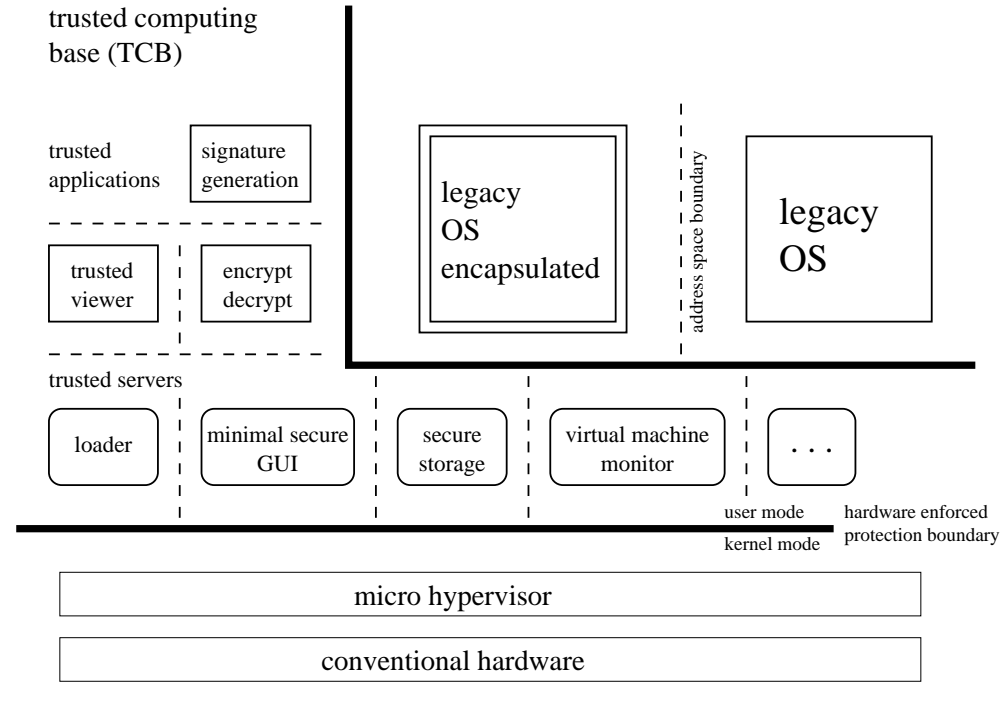 trusted computing
base (TCB)
trusted
applications
signature
generation
legacy
OS
encapsulated
address space boundary
legacy
OS
trusted
viewer
encrypt
decrypt
trusted servers
loader
minimal secure
GUI
secure
storage
virtual machine
monitor
. . .
user mode
kernel mode
hardware enforced
protection boundary
micro hypervisor
conventional hardware